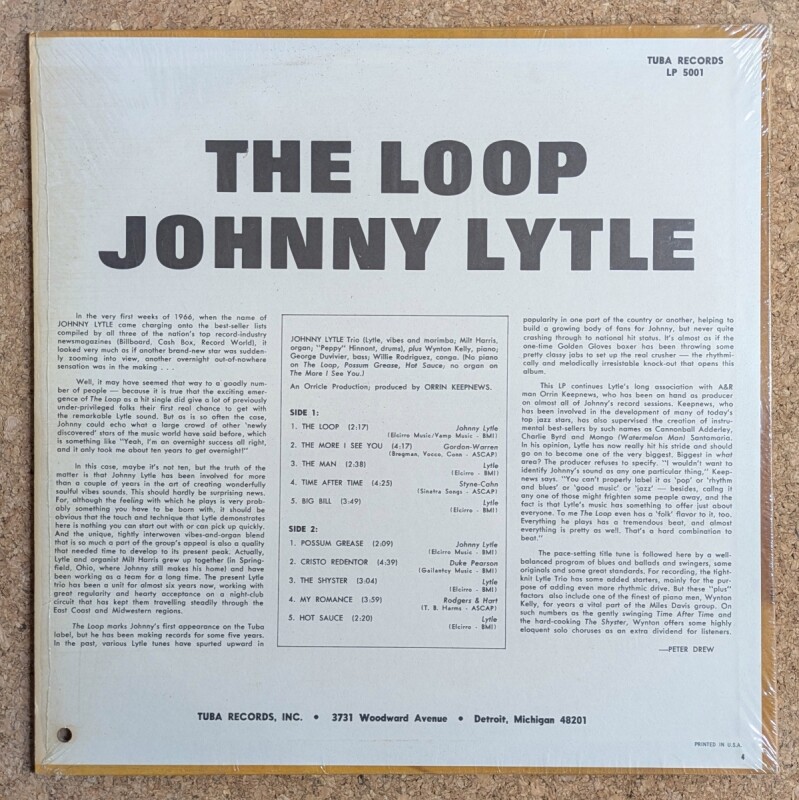 TUBA RECORDS
LP 5001
THE LOOP
JOHNNY LYTLE
In the very first weeks of 1966, when the name of
JOHNNY LYTLE came charging onto the best-seller lists
compiled by all three of the nation's top record-industry
newsmagazines (Billboard, Cash Box, Record World), it
looked very much as if another brand-new star was sudden-
ly zooming into view, another overnight out-of-nowhere
sensation was in the making . . .
Well, it may have seemed that way to a goodly num-
ber of people — because it is true that the exciting emer-
gence of The Loop as a hit single did give a lot of previously
under-privileged folks their first real chance to get with
the remarkable Lytle sound. But as is so often the case,
Johnny could echo what a large crowd of other 'newly
discovered' stars of the music world have said before, which
is something like "Yeah, I'm an overnight success all right,
and it only took me about ten years to get overnight!"
In this case, maybe it's not ten, but the truth of the
matter is that Johnny Lytle has been involved for more
than a couple of years in the art of creating wonderfully
soulful vibes sounds. This should hardly be surprising news.
For, although the feeling with which he plays is very prob-
ably something you have to be born with, it should be
obvious that the touch and technique that Lytle demonstrates
here is nothing you can start out with or can pick up quickly.
And the unique, tightly interwoven vibes-and-organ blend
that is so much a part of the group's appeal is also a quality
that needed time to develop to its present peak. Actually,
Lytle and organist Milt Harris grew up together (in Spring-
field, Ohio, where Johnny still makes his home) and have
been working as a team for a long time. The present Lytle
trio has been a unit for almost six years now, working with
great regularity and hearty acceptance on a night-club
circuit that has kept them travelling steadily through the
East Coast and Midwestern regions.
The Loop marks Johnny's first appearance on the Tuba
label, but he has been making records for some five years.
In the past, various Lytle tunes have spurted upward in
JOHNNY LYTLE Trio (Lytle, vibes and marimba; Milt Harris,
organ; "Peppy" Hinnant, drums), plus Wynton Kelly, piano;
George Duvivier, bass; Willie Rodriguez, conga. (No piano
on The Loop, Possum Grease, Hot Sauce; no organ on
The More I See You.)
An Orricle Production; produced by ORRIN KEEPNEWS.
SIDE 1:
1. THE LOOP (2:17) Johnny Lytle
(Elcirro Music/Vamp Music - BMI)
2. THE MORE I SEE YOU (4:17) Gordon-Warren
(Bregman, Vocco, Conn - ASCAP)
3. THE MAN (2:38) Lytle
(Elcirro - BMI)
4. TIME AFTER TIME (4:25) Styne-Cahn
(Sinatra Songs - ASCAP)
5. BIG BILL (3:49) Lytle
(Elcirro - BMI)
SIDE 2:
1. POSSUM GREASE (2:09) Johnny Lytle
(Elcirro Music - BMI)
2. CRISTO REDENTOR (4:39) Duke Pearson
(Gailantcy Music - BMI)
3. THE SHYSTER (3:04) Lytle
(Elcirro - BMI)
4. MY ROMANCE (3:59) Rodgers & Hart
(T. B. Harms - ASCAP)
5. HOT SAUCE (2:20) Lytle
(Elcirro - BMI)
popularity in one part of the country or another, helping to
build a growing body of fans for Johnny, but never quite
crashing through to national hit status. It's almost as if the
one-time Golden Gloves boxer has been throwing some
pretty classy jabs to set up the real crusher — the rhythmi-
cally and melodically irresistable knock-out that opens this
album.
This LP continues Lytle's long association with A&R
man Orrin Keepnews, who has been on hand as producer
on almost all of Johnny's record sessions. Keepnews, who
has been involved in the development of many of today's
top jazz stars, has also supervised the creation of instru-
mental best-sellers by such names as Cannonball Adderley,
Charlie Byrd and Mongo (Watermelon Man) Santamaria.
In his opinion, Lytle has now really hit his stride and should
go on to become one of the very biggest. Biggest in what
area? The producer refuses to specify. "I wouldn't want to
identify Johnny's sound as any one particular thing," Keep-
news says. "You can't properly label it as 'pop' or 'rhythm
and blues' or 'good music' or 'jazz' — besides, calling it
any one of those might frighten some people away, and the
fact is that Lytle's music has something to offer just about
everyone. To me The Loop even has a 'folk' flavor to it, too.
Everything he plays has a tremendous beat, and almost
everything is pretty as well. That's a hard combination to
beat."
The pace-setting title tune is followed here by a well-
balanced program of blues and ballads and swingers, some
originals and some great standards. For recording, the tight-
knit Lytle Trio has some added starters, mainly for the pur-
pose of adding even more rhythmic drive. But these "plus"
factors also include one of the finest of piano men, Wynton
Kelly, for years a vital part of the Miles Davis group. On
such numbers as the gently swinging Time After Time and
the hard-cooking The Shyster, Wynton offers some highly
eloquent solo choruses as an extra dividend for listeners.
—PETER DREW
TUBA RECORDS, INC. • 3731 Woodward Avenue • Detroit, Michigan 48201
PRINTED IN U.S.A.
4